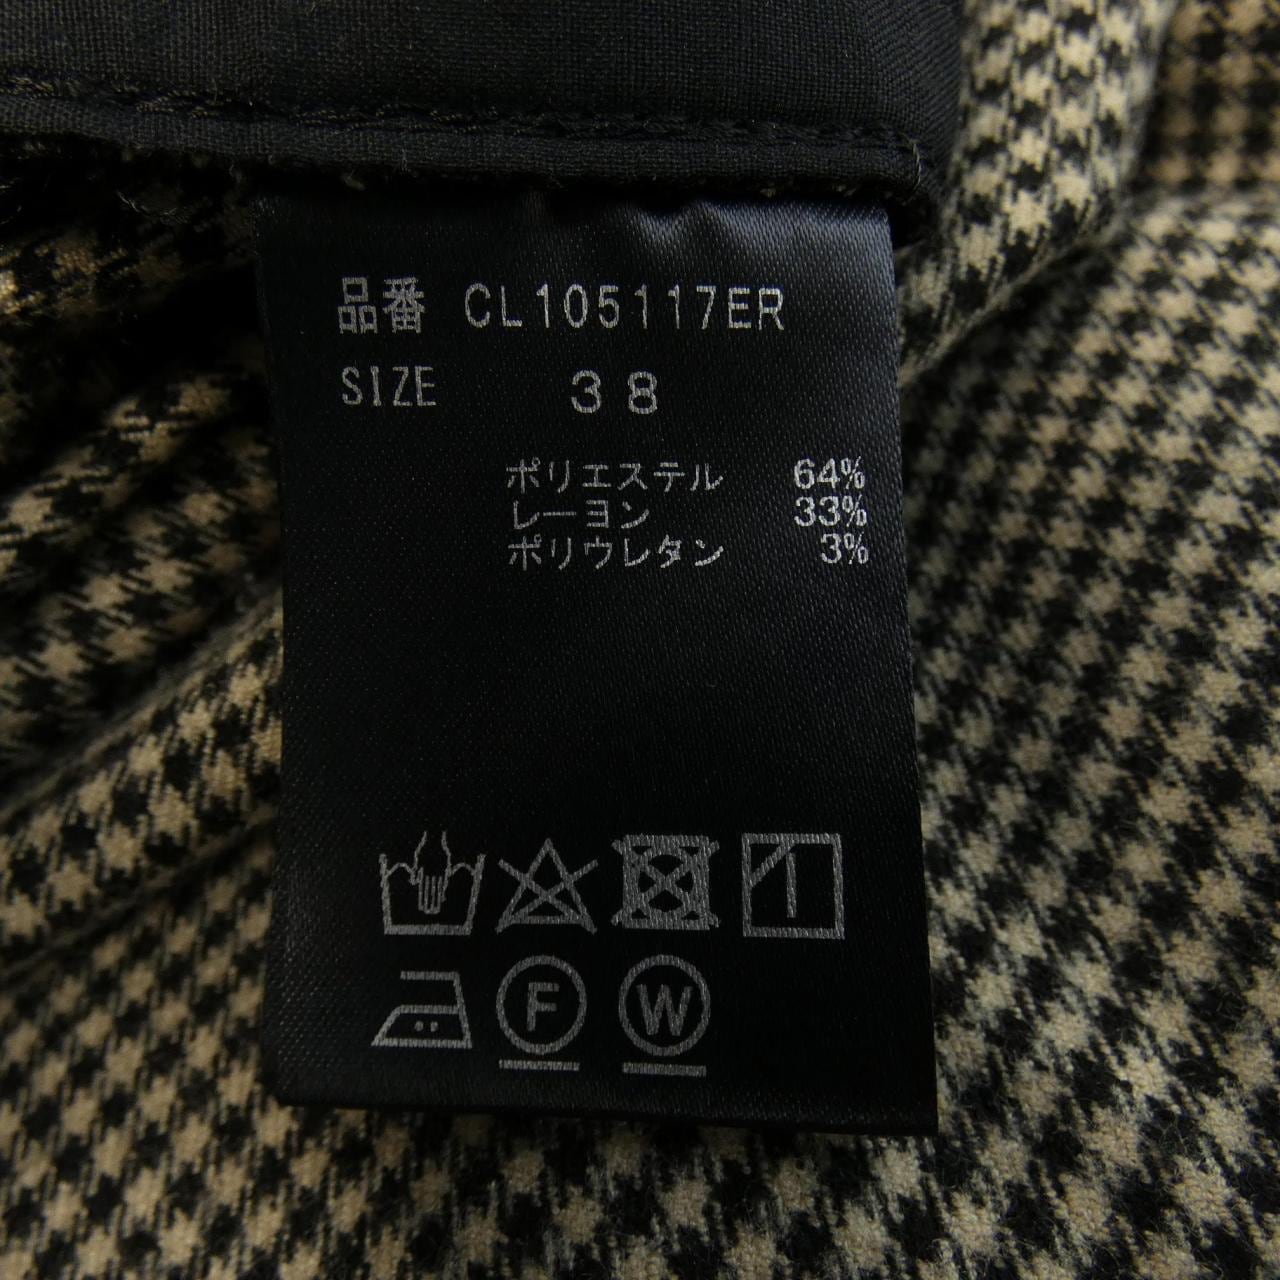 品番 CL105117ER
SIZE 38
ポリエステル 64%
レーヨン 33%
ポリウレタン 3%
F W